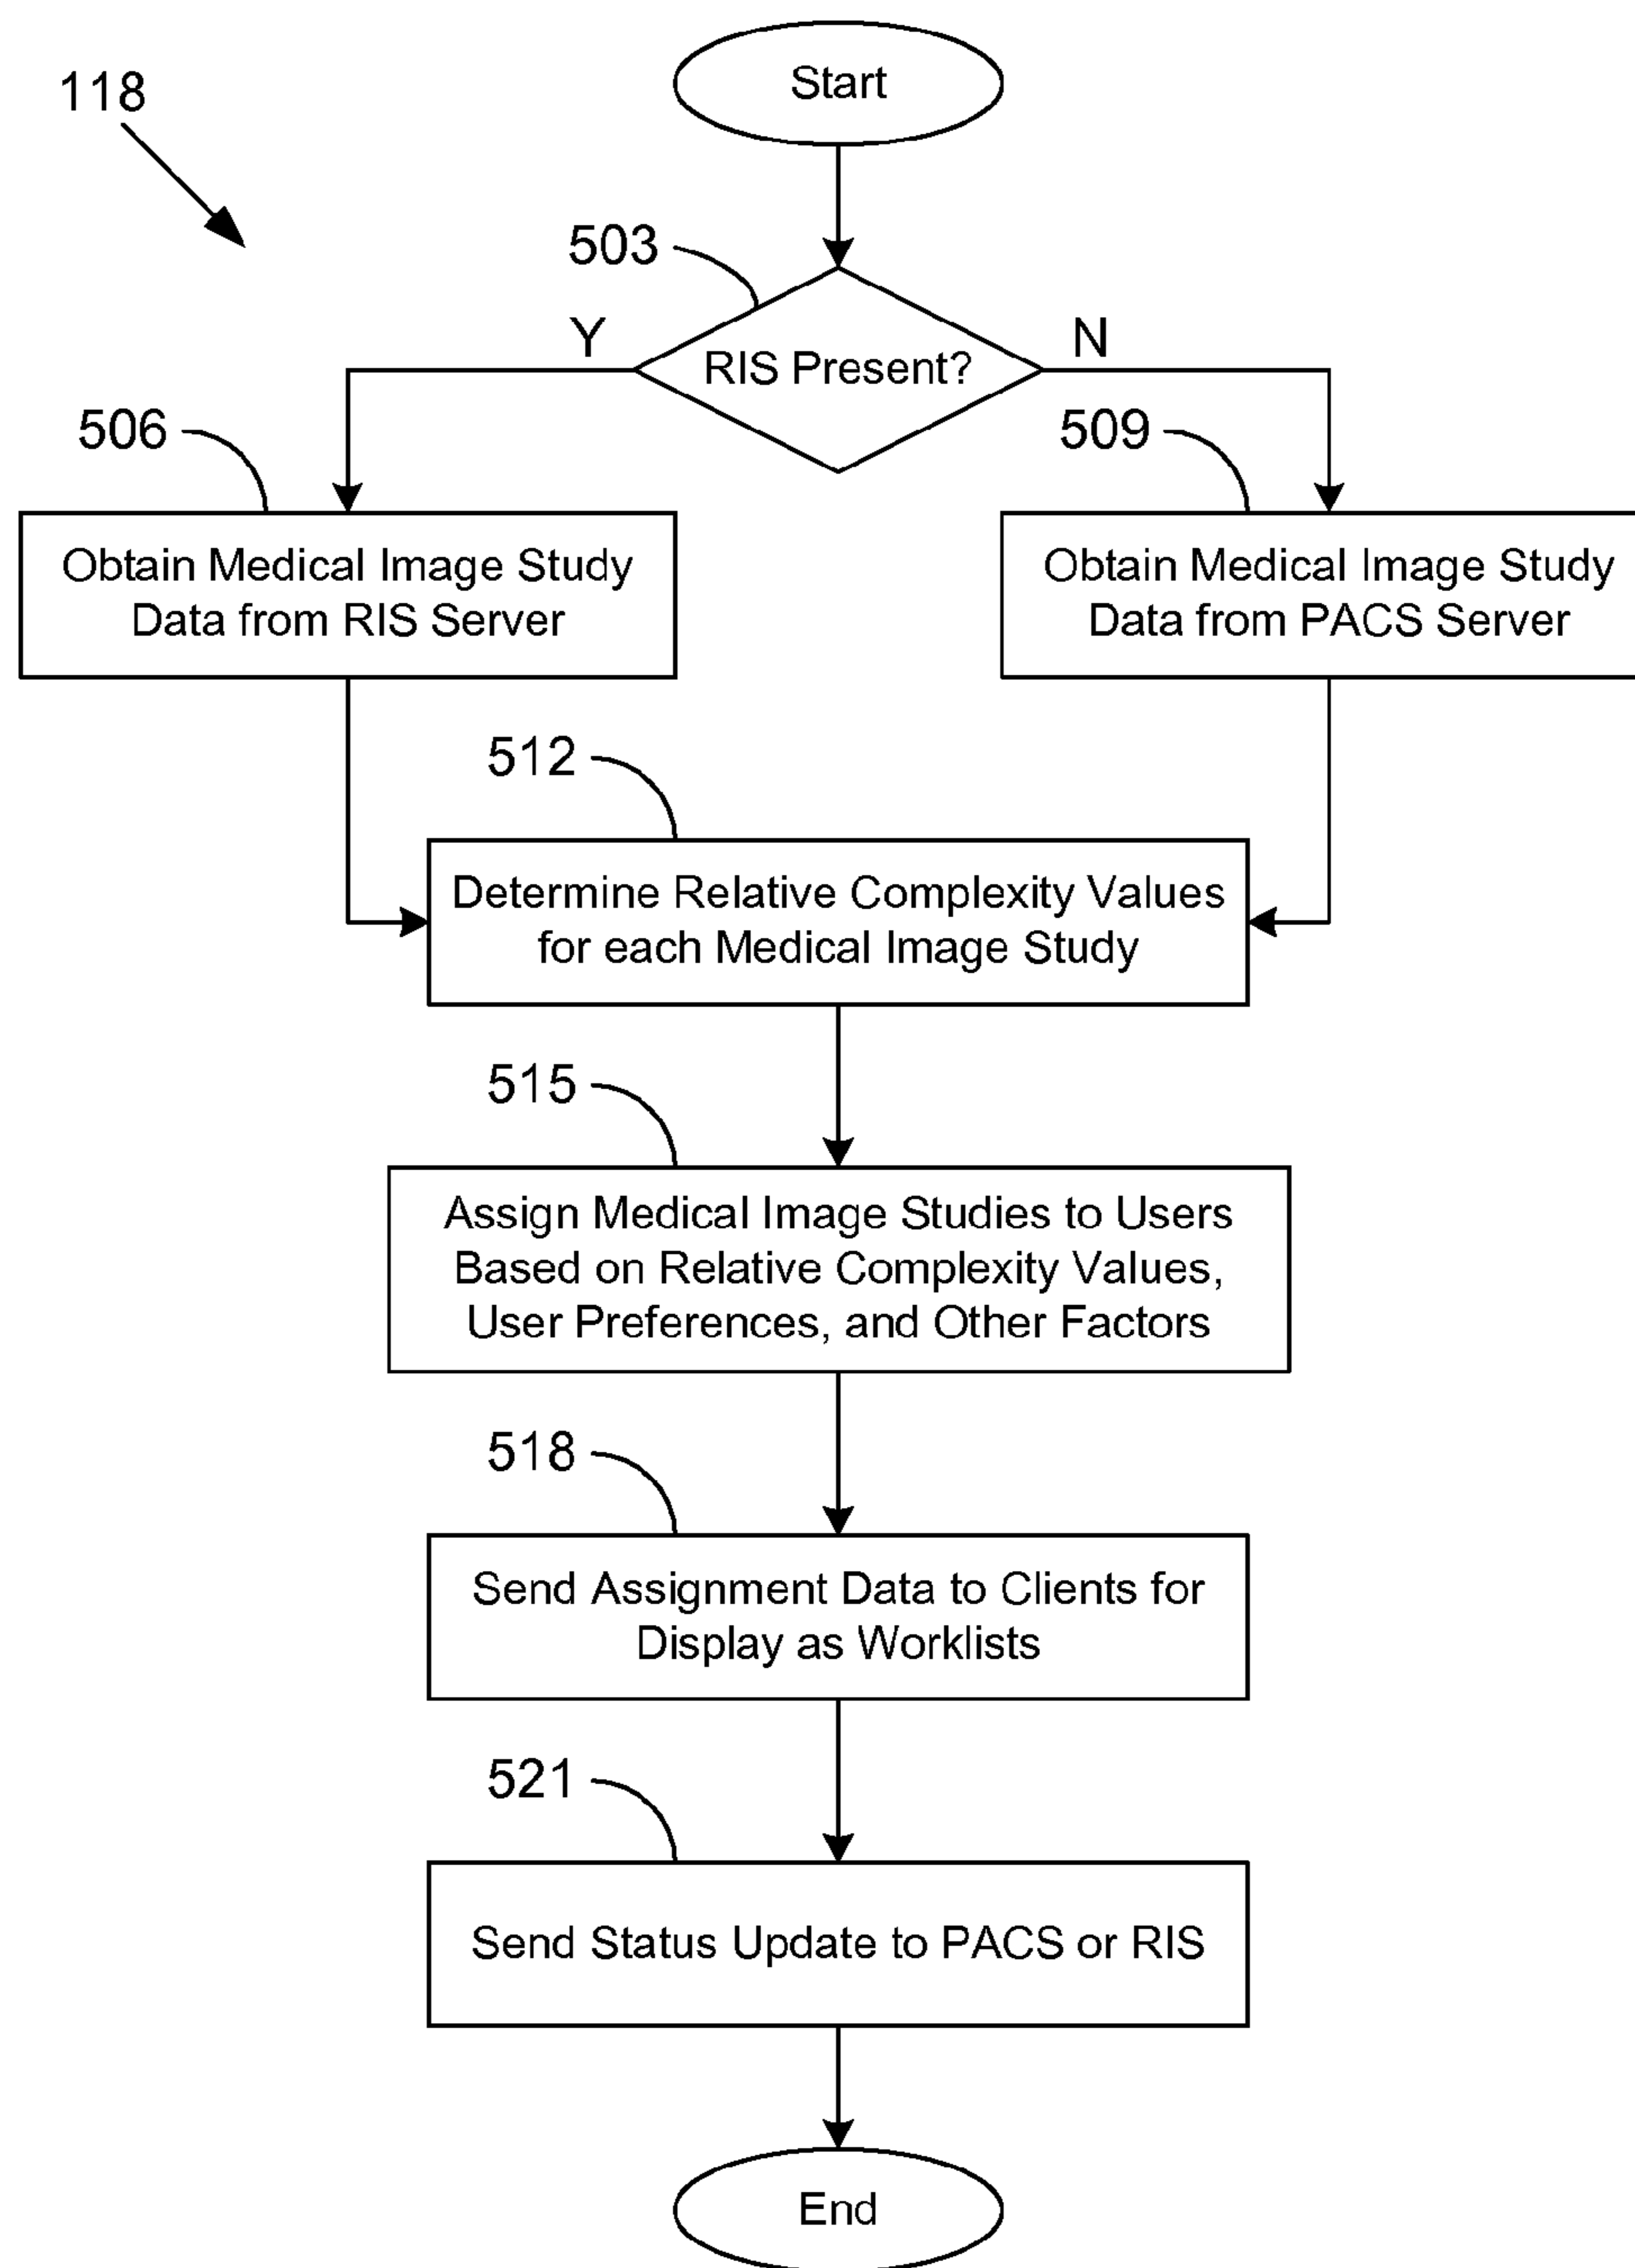 Start
118
503
Y
N
RIS Present?
506
509
Obtain Medical Image Study
Data from RIS Server
Obtain Medical Image Study
Data from PACS Server
512
Determine Relative Complexity Values
for each Medical Image Study
515
Assign Medical Image Studies to Users
Based on Relative Complexity Values,
User Preferences, and Other Factors
518
Send Assignment Data to Clients for
Display as Worklists
521
Send Status Update to PACS or RIS
End